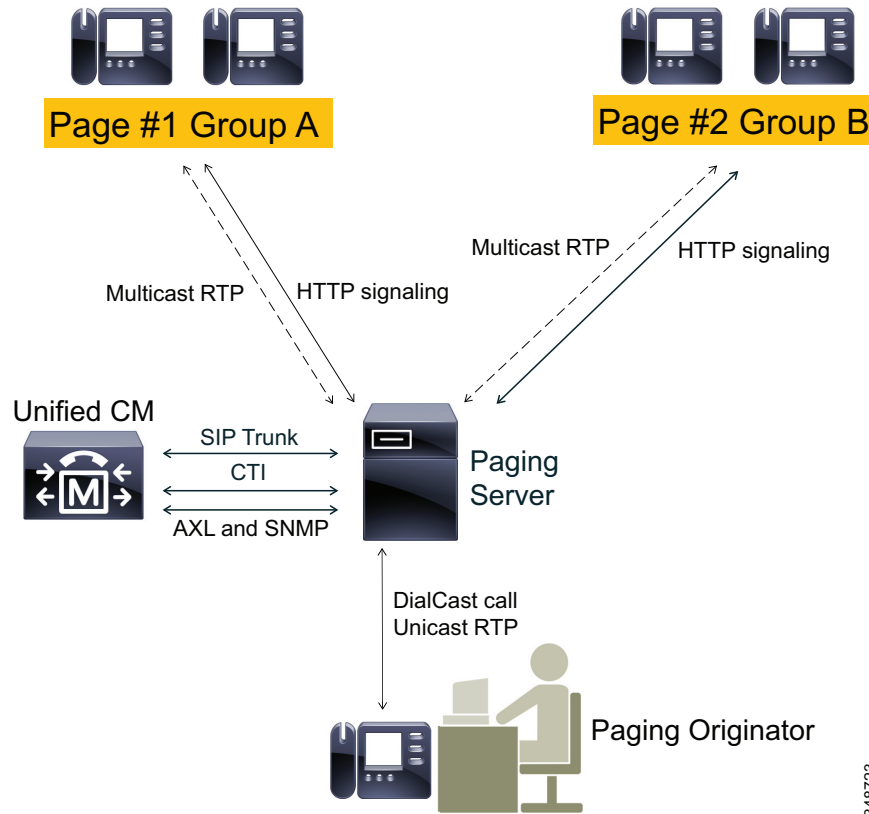 Page #1 Group A
Page #2 Group B
Multicast RTP
HTTP signaling
Multicast RTP
HTTP signaling
Unified CM
SIP Trunk
CTI
AXL and SNMP
M
Paging
Server
DialCast call
Unicast RTP
Paging Originator
348723